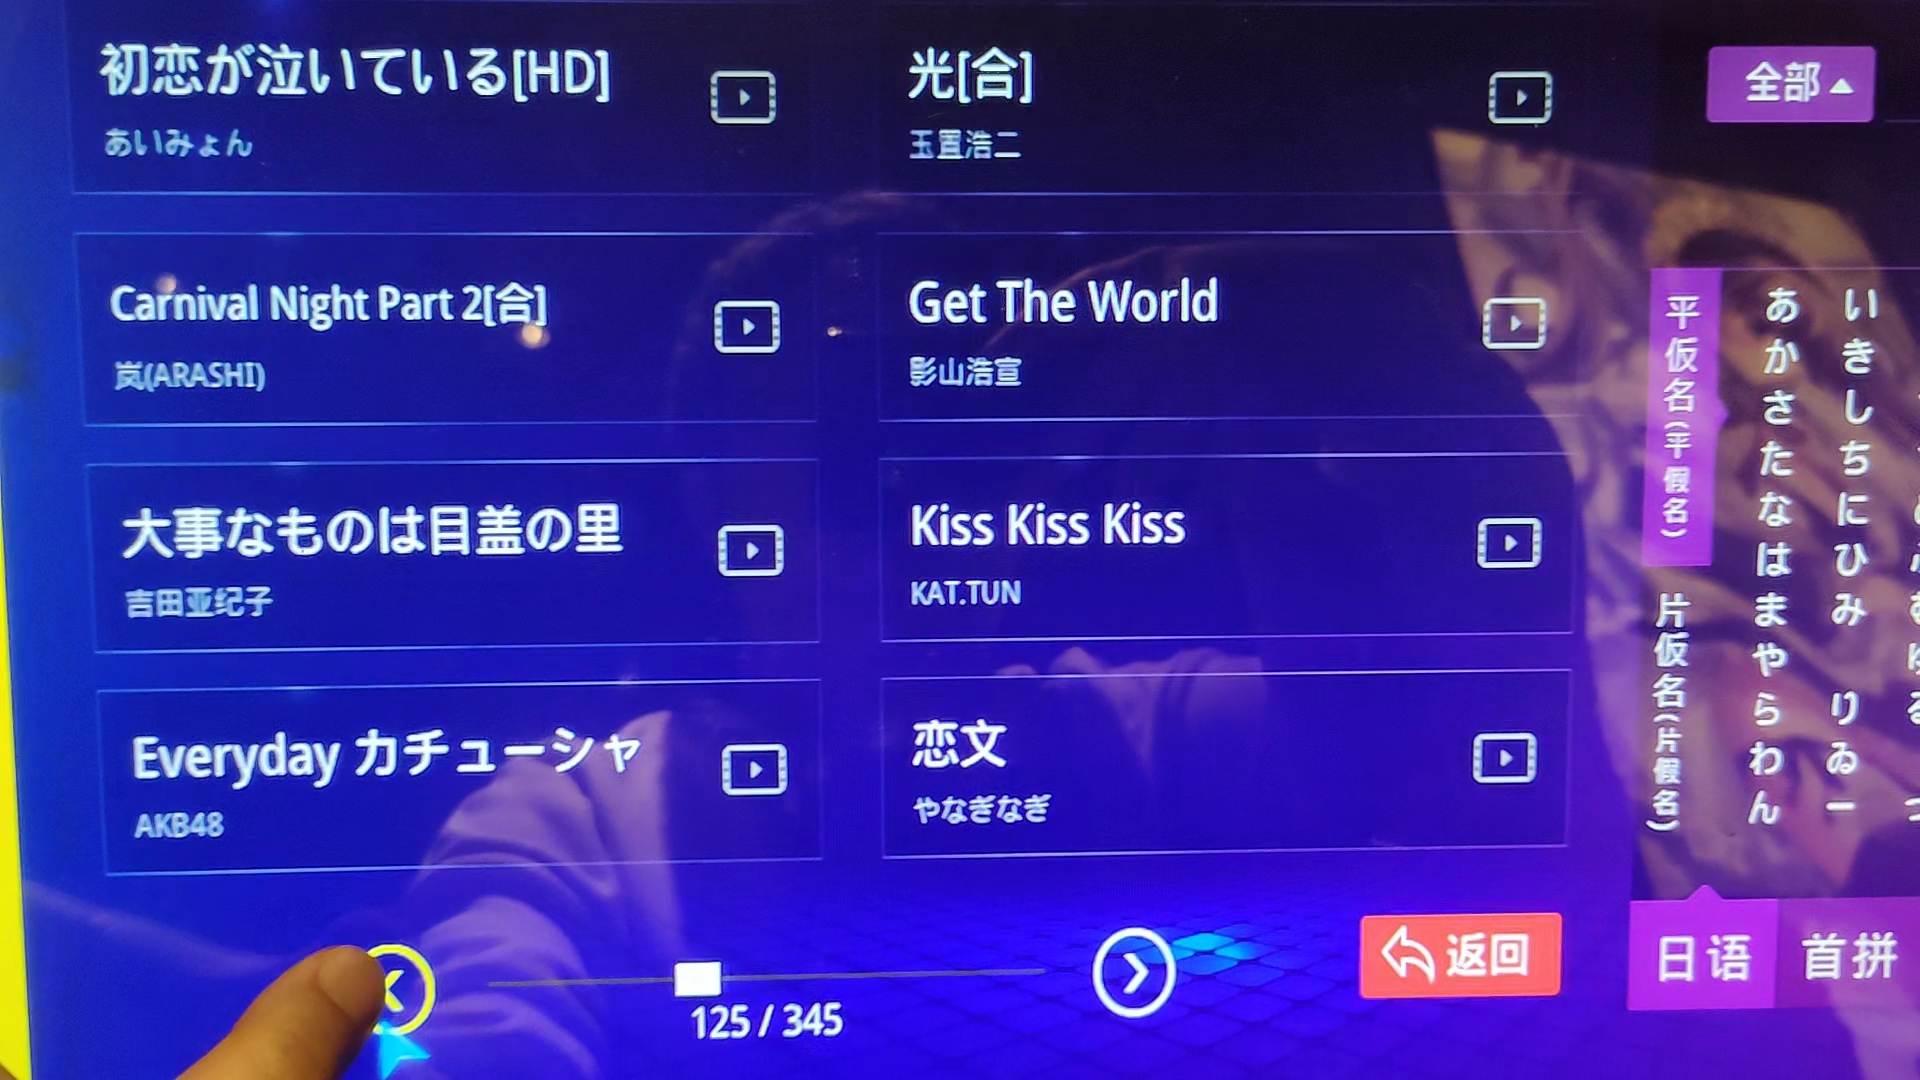 初恋が泣いている[HD]
あいみょん
光[合]
玉置浩二
Carnival Night Part 2[合]
岚(ARASHI)
Get The World
影山浩宣
大事なものは目盖の里
吉田亚纪子
Kiss Kiss Kiss
KAT.TUN
Everyday カチューシャ
AKB48
恋文
やなぎなぎ
125 / 345
返回
全部
平仮名(平假名)
片仮名(片假名)
あかさたなはまやらわん
いきしちにひみ りゐー
日语
首拼